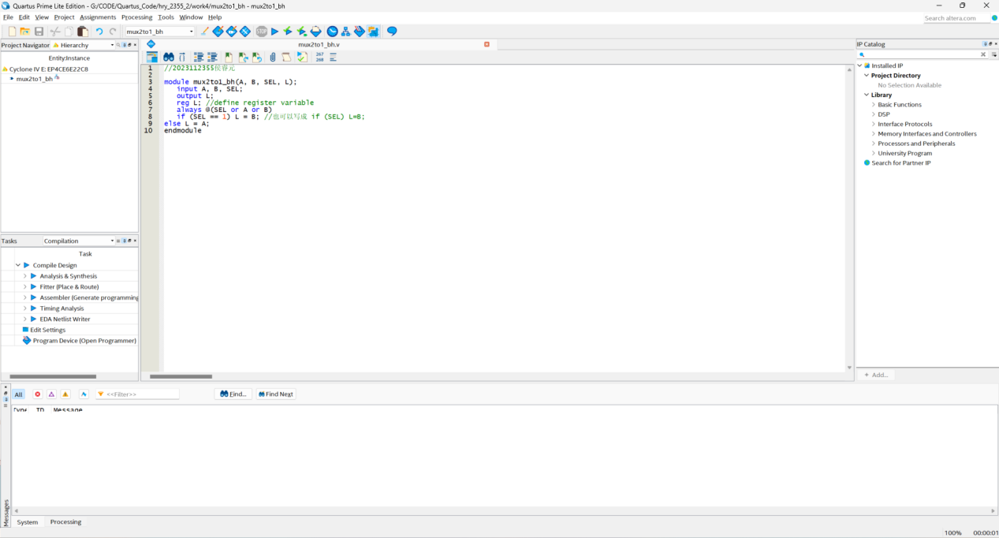 Quartus Prime Lite Edition - G:/CODE/Quartus_Code/hry_2355_2/work4/mux2to1_bh - mux2to1_bh
File Edit View Project Assignments Processing Tools Window Help
Search altera.com
mux2to1_bh
STOP
Project Navigator Hierarchy
Entity:Instance
Cyclone IV E: EP4CE6E22C8
mux2to1_bh
Tasks Compilation
Task
Compile Design
Analysis & Synthesis
Fitter (Place & Route)
Assembler (Generate programming
Timing Analysis
EDA Netlist Writer
Edit Settings
Program Device (Open Programmer)
mux2to1_bh.v
267
268
1 //2023112355侯睿元
2
3 module mux2to1_bh(A, B, SEL, L);
4 input A, B, SEL;
5 output L;
6 reg L; //define register variable
7 always @(SEL or A or B)
8 if (SEL == 1) L = B; //也可以写成 if (SEL) L=B;
9 else L = A;
10 endmodule
IP Catalog
Installed IP
Project Directory
No Selection Available
Library
Basic Functions
DSP
Interface Protocols
Memory Interfaces and Controllers
Processors and Peripherals
University Program
Search for Partner IP
+ Add...
All <<Filter>> Find... Find Next
Type ID Message
Messages
System Processing
100% 00:00:01